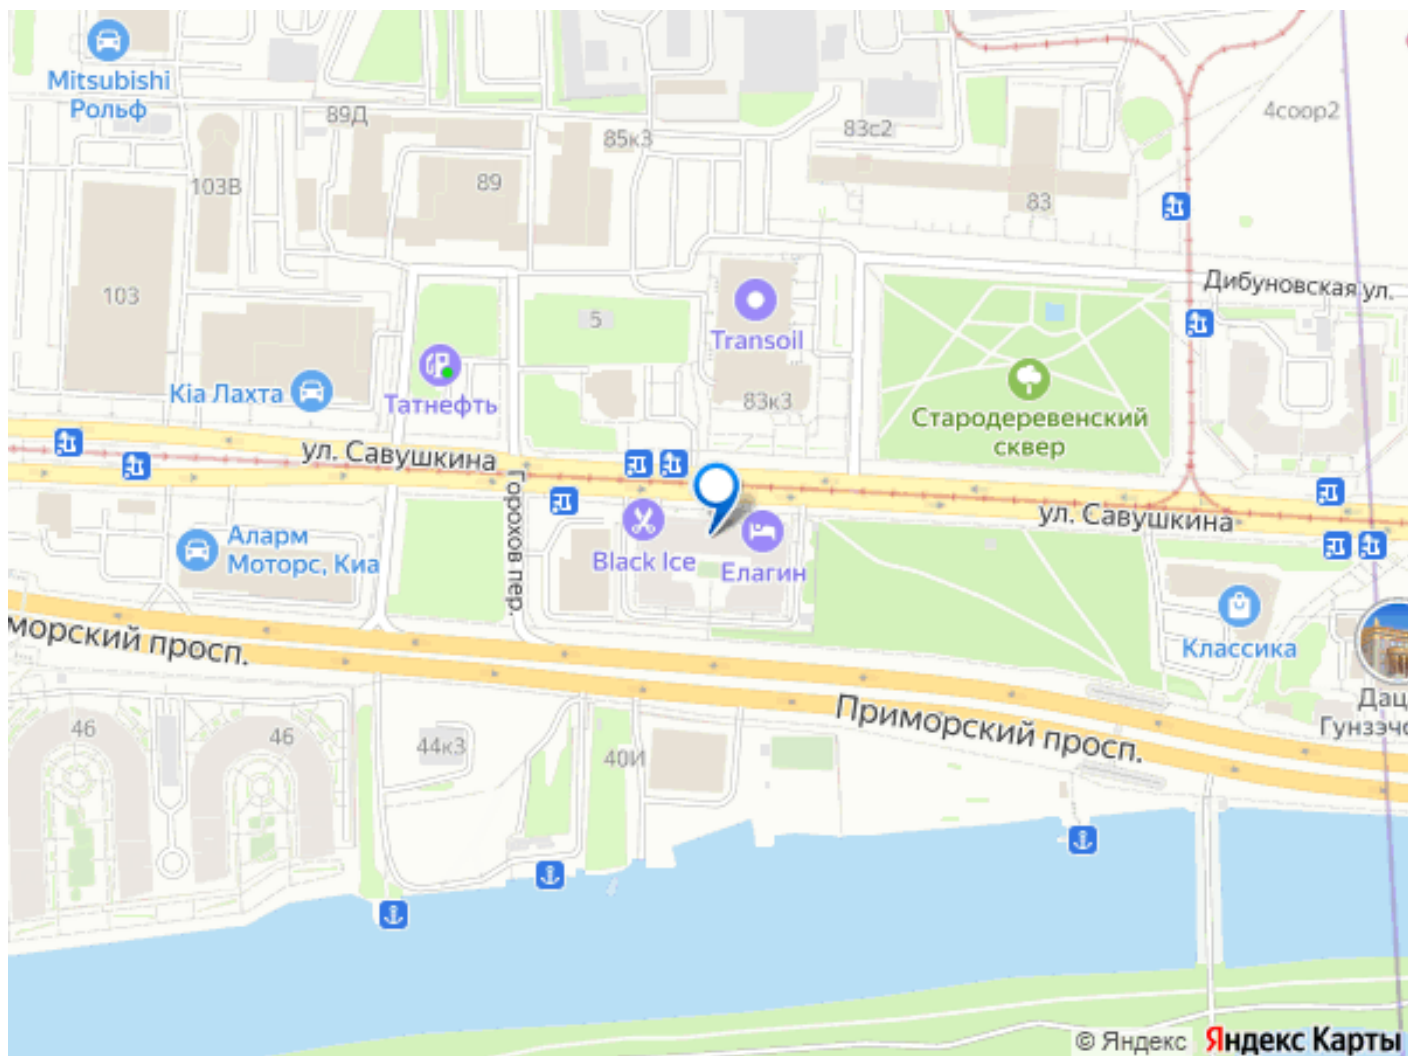 Mitsubishi
Рольф
89Д
85к3
83с2
4соор2
103В
89
83
103
Дибуновская ул.
5
Transoil
Kia Лахта
Татнефть
83к3
Стародеревенский
сквер
ул. Савушкина
Горохов пер.
ул. Савушкина
Аларм
Моторс, Киа
Black Ice
Елагин
морский просп.
Классика
Дац
Гунзэчо
Приморский просп.
46
46
44к3
40И
© Яндекс Яндекс Карты